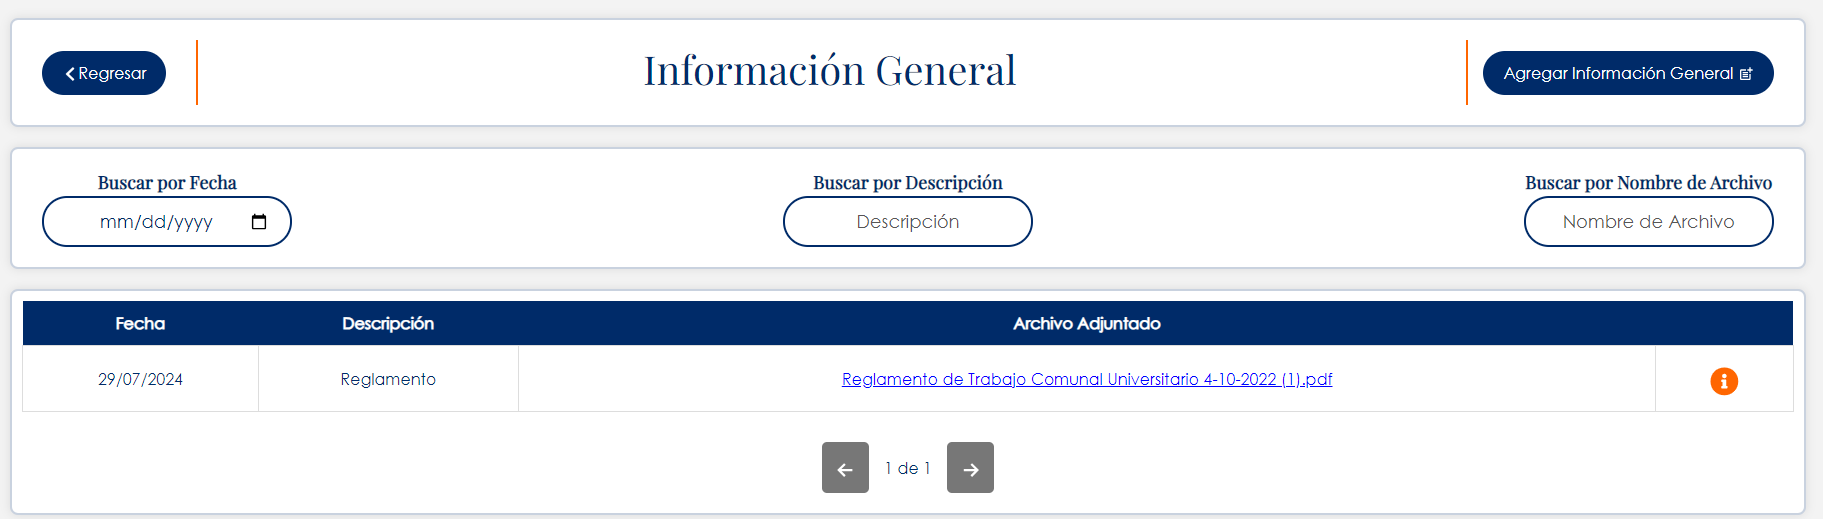 Regresar
Información General
Agregar Información General
Buscar por Fecha
Buscar por Descripción
Buscar por Nombre de Archivo
mm/dd/yyyy
Descripción
Nombre de Archivo
Fecha Descripción Archivo Adjuntado
29/07/2024 Reglamento Reglamento de Trabajo Comunal Universitario 4-10-2022 (1).pdf
1 de 1